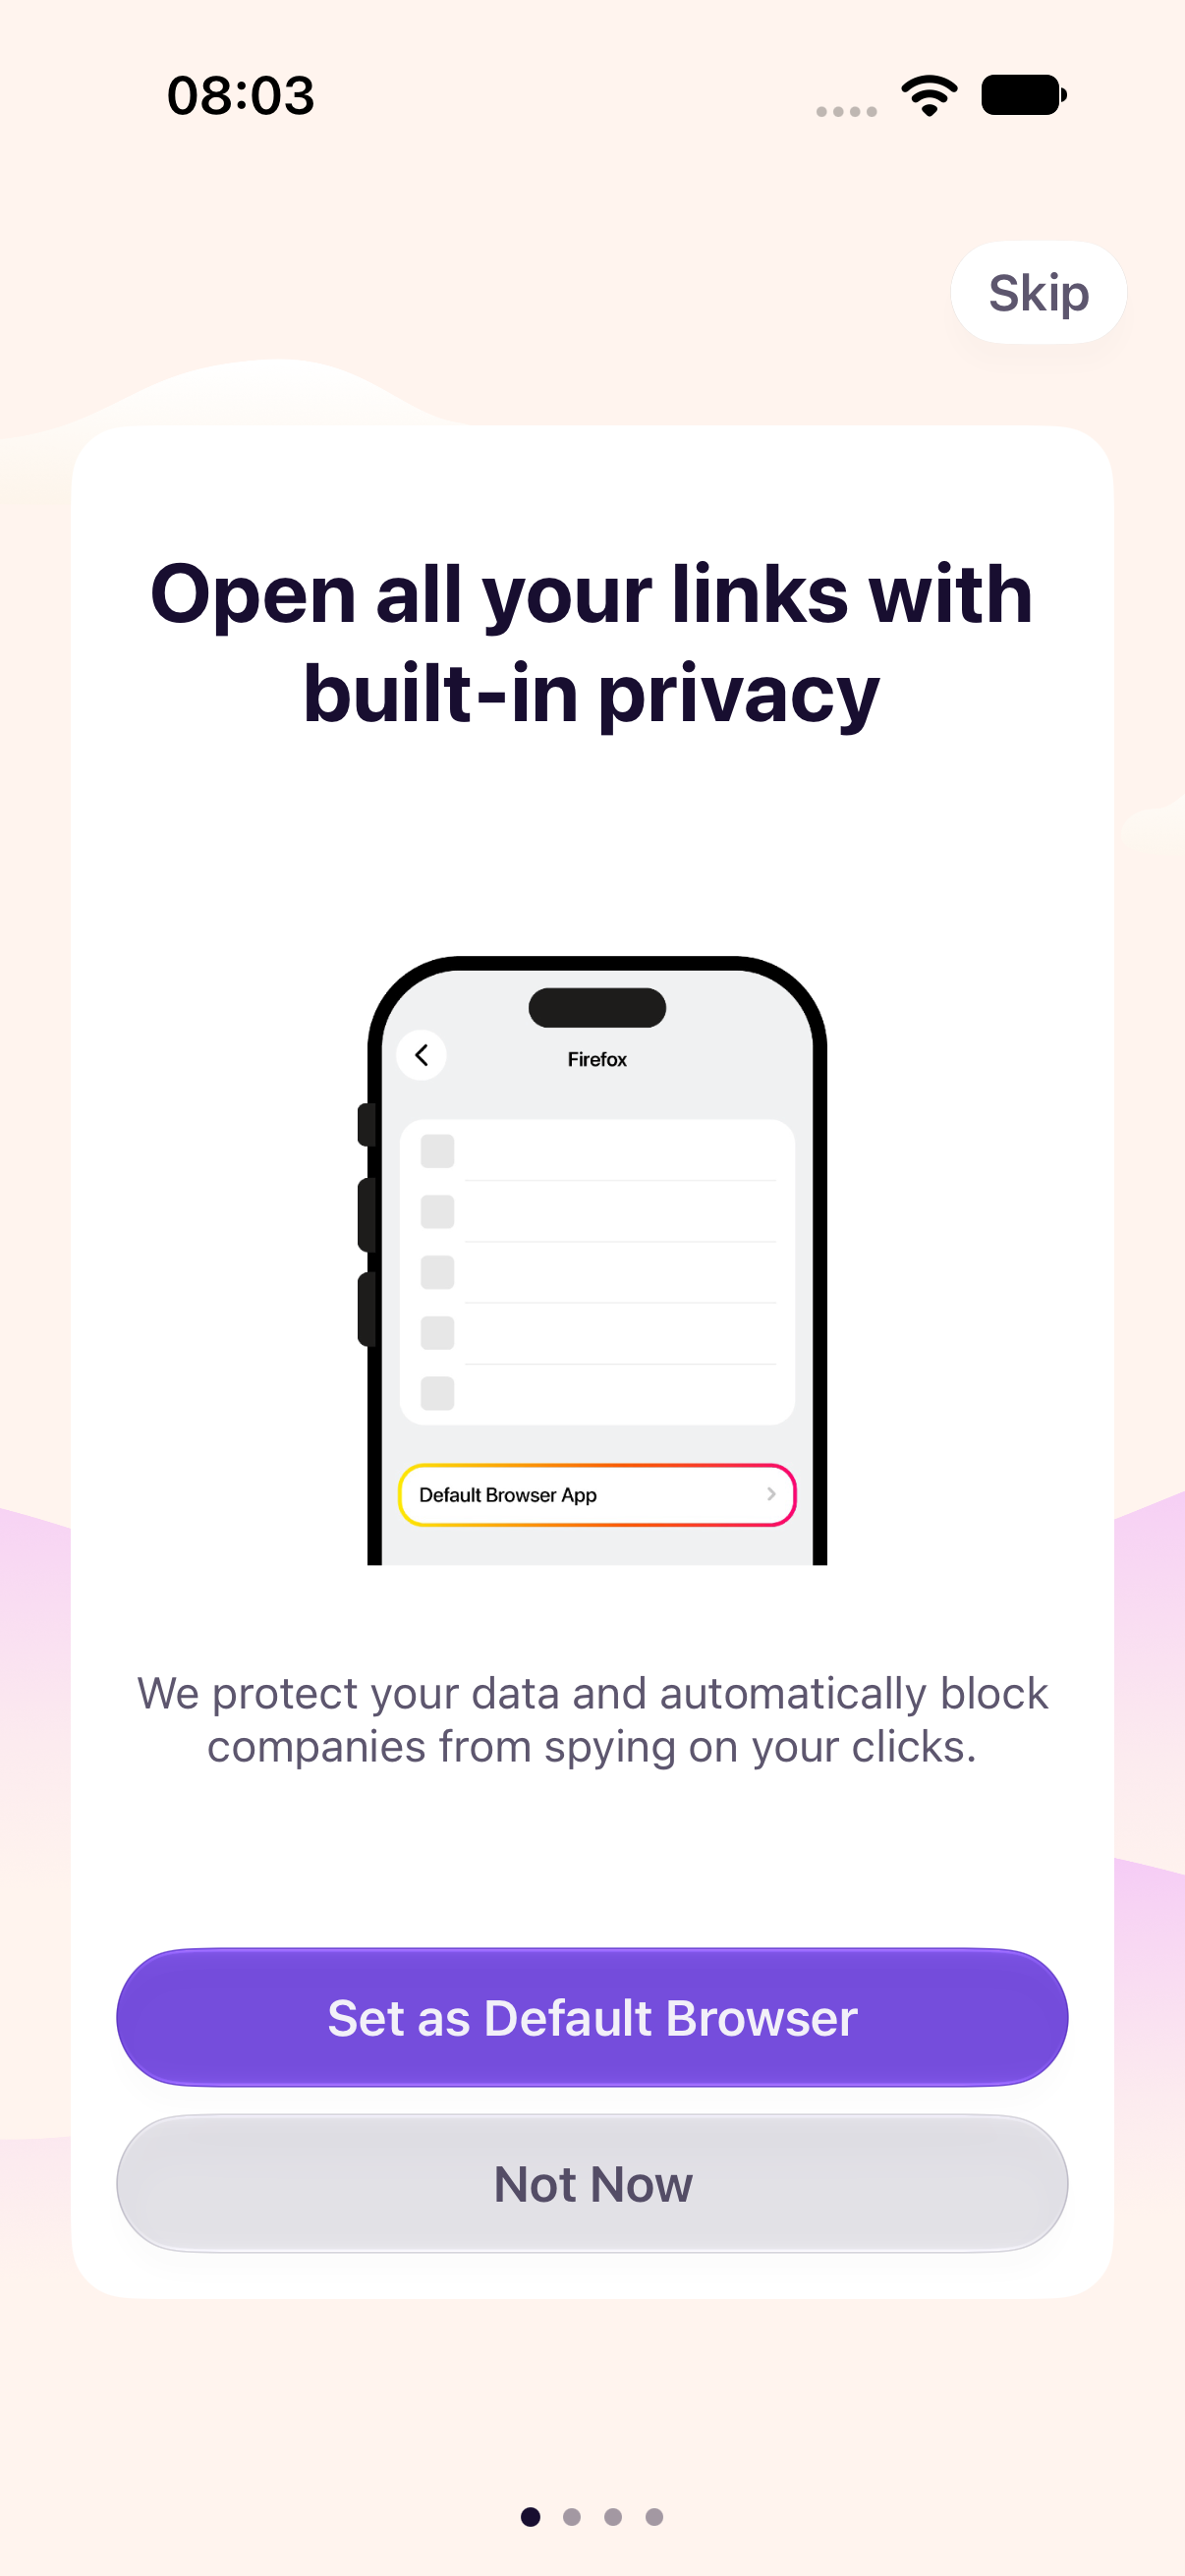 08:03
Skip
Open all your links with
built-in privacy
Firefox
Default Browser App
We protect your data and automatically block
companies from spying on your clicks.
Set as Default Browser
Not Now